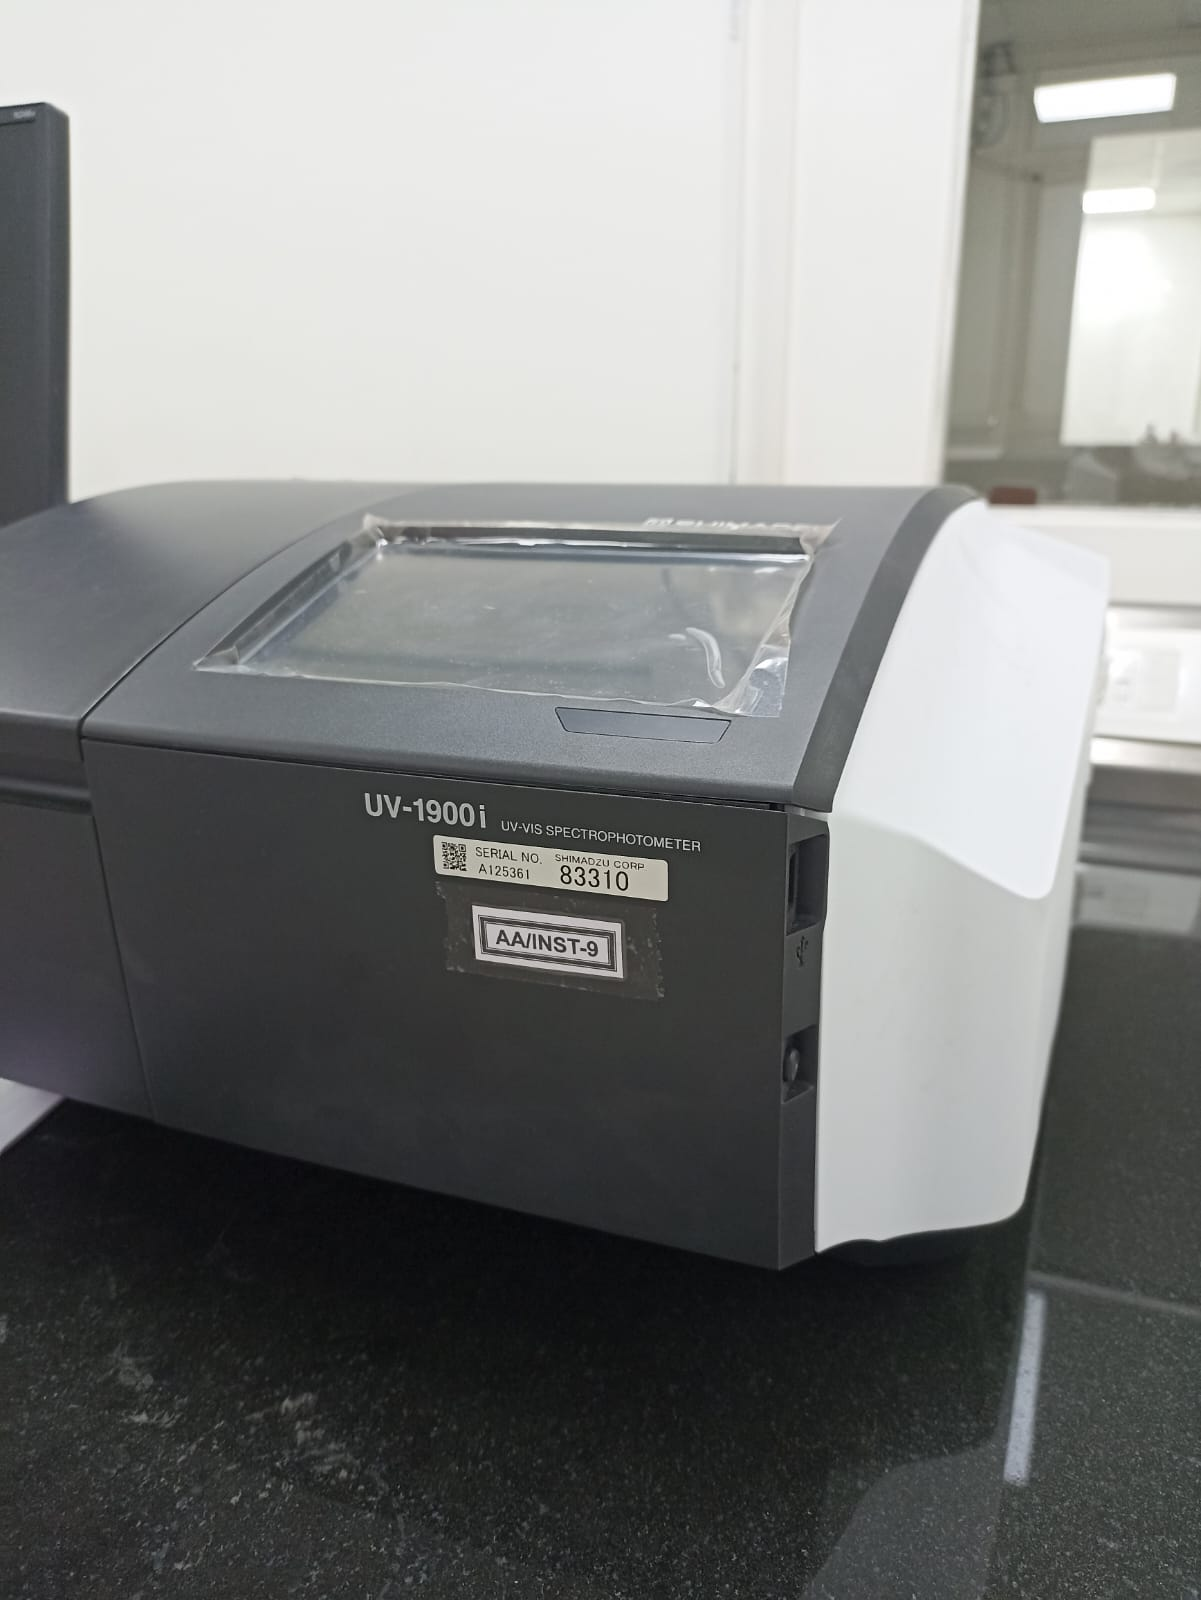 UV-1900i UV-VIS SPECTROPHOTOMETER
SERIAL NO. SHIMADZU CORP
A125361 83310
AA/INST-9